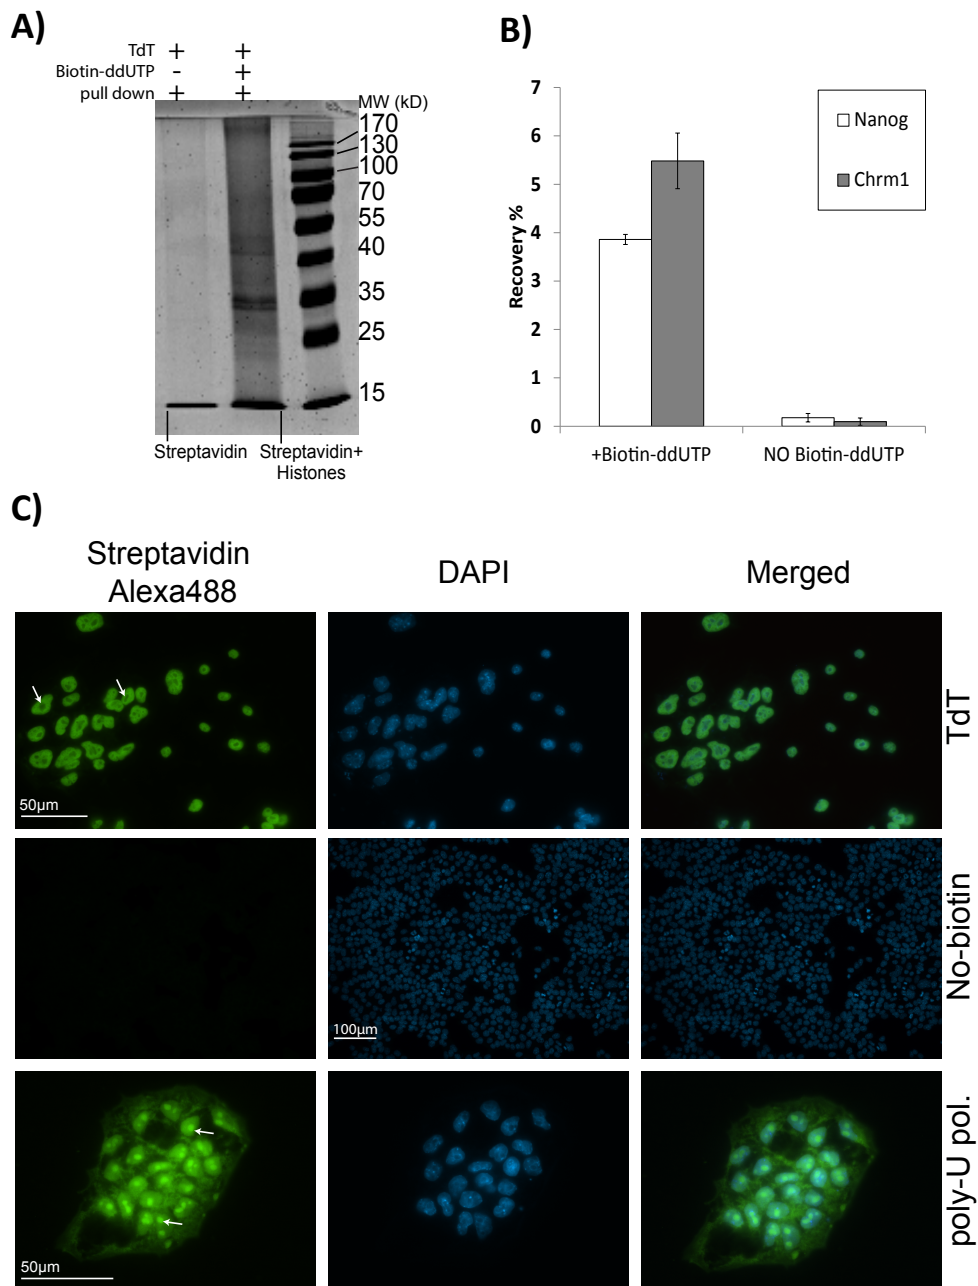 A)
TdT + +
Biotin-ddUTP - +
pull down + +
MW (kD)
170
130
100
70
55
40
35
25
15
Streptavidin
Streptavidin+
Histones
B)
Recovery %
7
6
5
4
3
2
1
0
Nanog
Chrm1
+Biotin-ddUTP
NO Biotin-ddUTP
C)
Streptavidin
Alexa488
DAPI
Merged
50µm
TdT
100µm
No-biotin
50µm
poly-U pol.